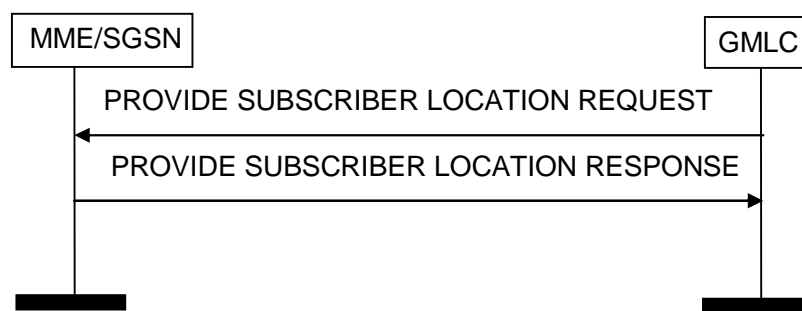 MME/SGSN
GMLC
PROVIDE SUBSCRIBER LOCATION REQUEST
PROVIDE SUBSCRIBER LOCATION RESPONSE